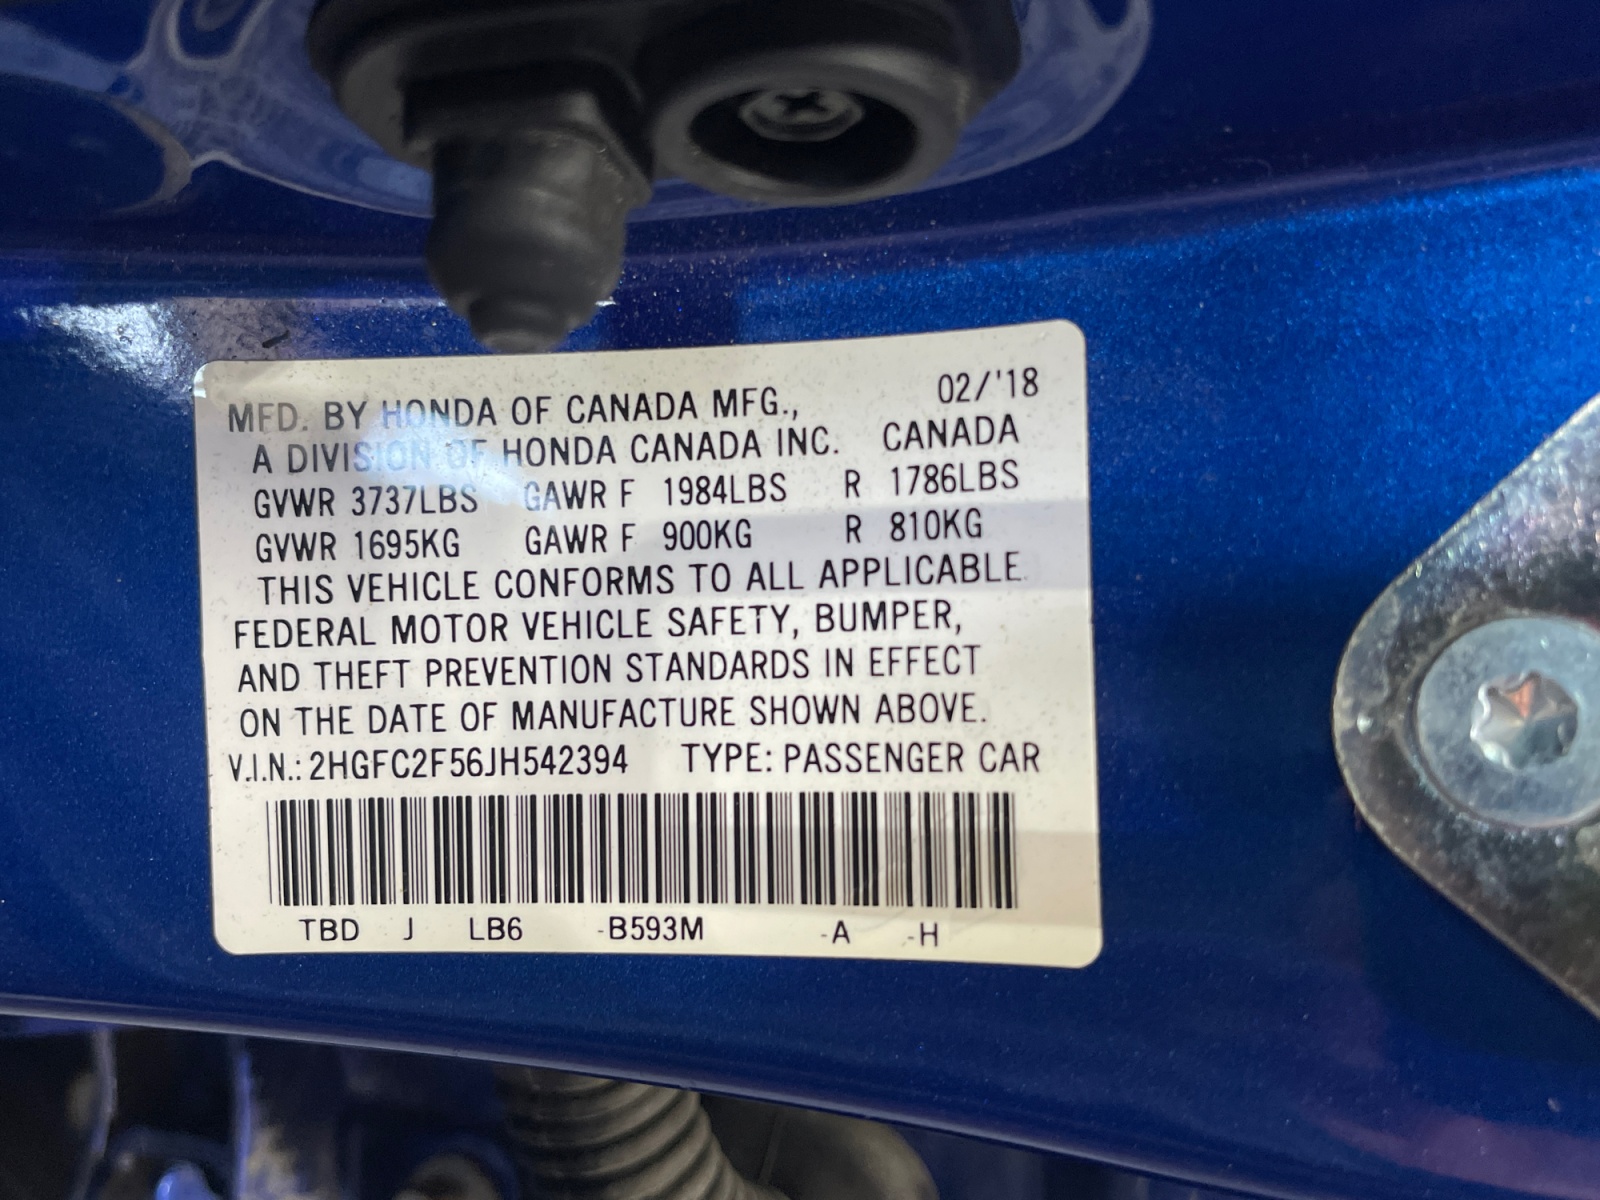 MFD. BY HONDA OF CANADA MFG., 02/'18
A DIVISION OF HONDA CANADA INC. CANADA
GVWR 3737LBS GAWR F 1984LBS R 1786LBS
GVWR 1695KG GAWR F 900KG R 810KG
THIS VEHICLE CONFORMS TO ALL APPLICABLE
FEDERAL MOTOR VEHICLE SAFETY, BUMPER,
AND THEFT PREVENTION STANDARDS IN EFFECT
ON THE DATE OF MANUFACTURE SHOWN ABOVE.
V.I.N.: 2HGFC2F56JH542394 TYPE: PASSENGER CAR
TBD J LB6 -B593M -A -H